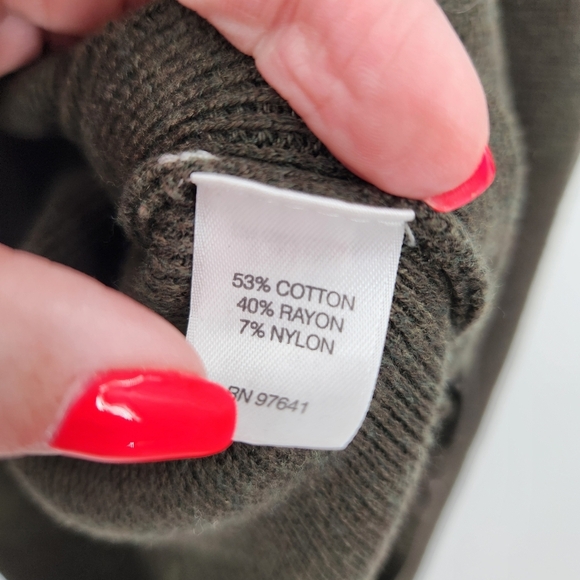 53% COTTON
40% RAYON
7% NYLON
RN 97641